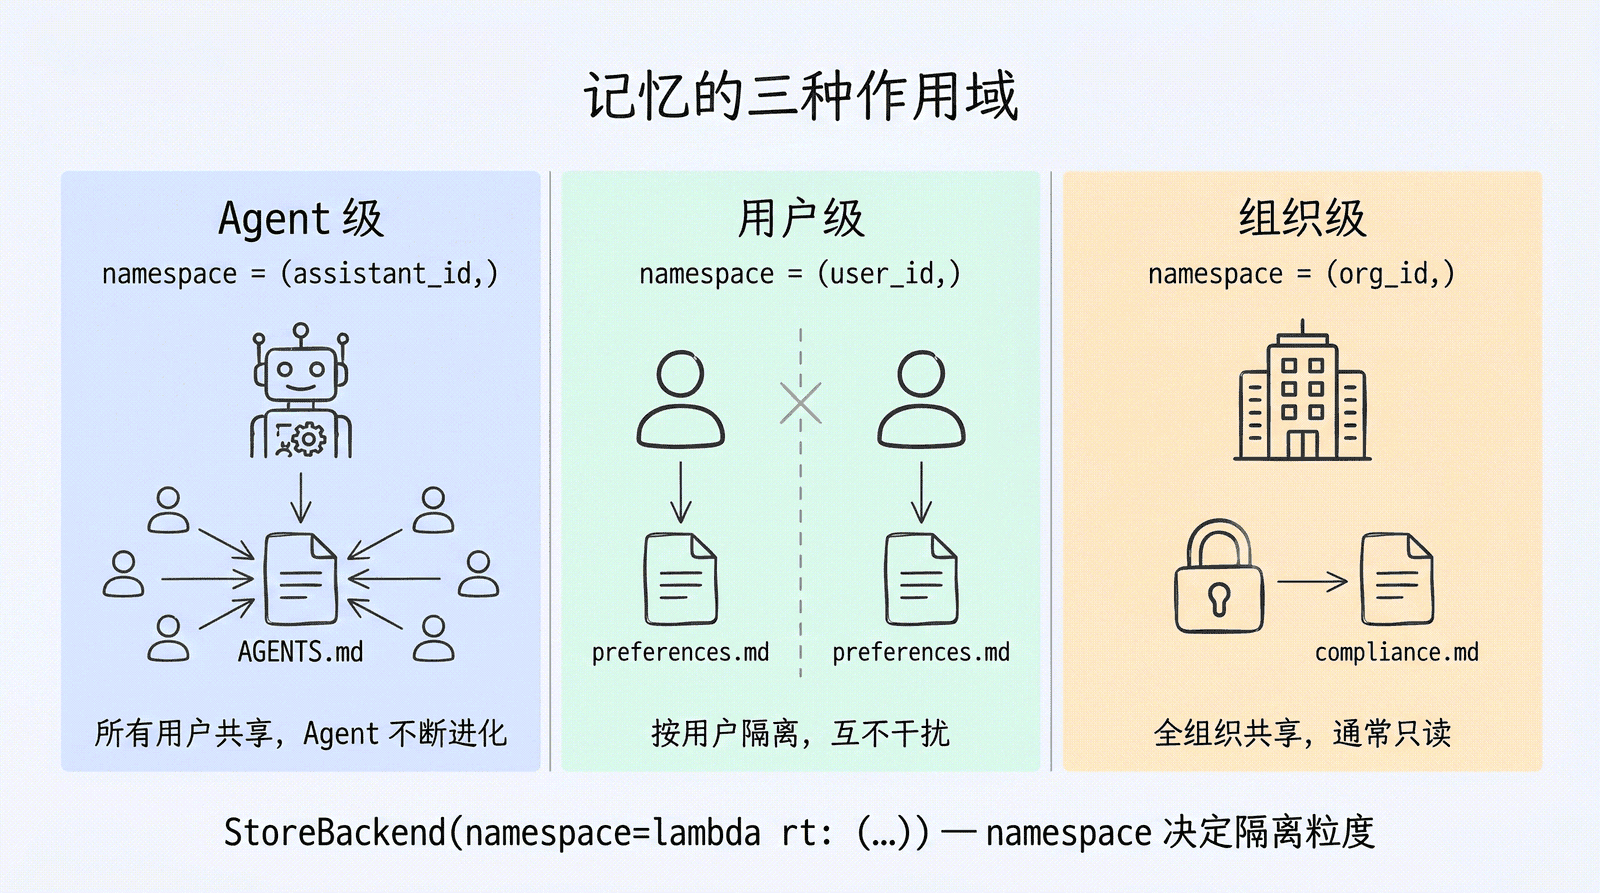 记忆的三种作用域
Agent 级
namespace = (assistant_id,)
AGENTS.md
所有用户共享，Agent 不断进化
用户级
namespace = (user_id,)
preferences.md
preferences.md
按用户隔离，互不干扰
组织级
namespace = (org_id,)
compliance.md
全组织共享，通常只读
StoreBackend(namespace=lambda rt: (…)) — namespace 决定隔离粒度